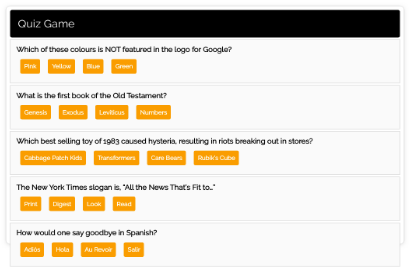 Quiz Game
Which of these colours is NOT featured in the logo for Google?
Pink Yellow Blue Green
What is the first book of the Old Testament?
Genesis Exodus Leviticus Numbers
Which best selling toy of 1983 caused hysteria, resulting in riots breaking out in stores?
Cabbage Patch Kids Transformers Care Bears Rubik's Cube
The New York Times slogan is, "All the News That's Fit to..."
Print Digest Look Read
How would one say goodbye in Spanish?
Adiós Hola Au Revoir Salir